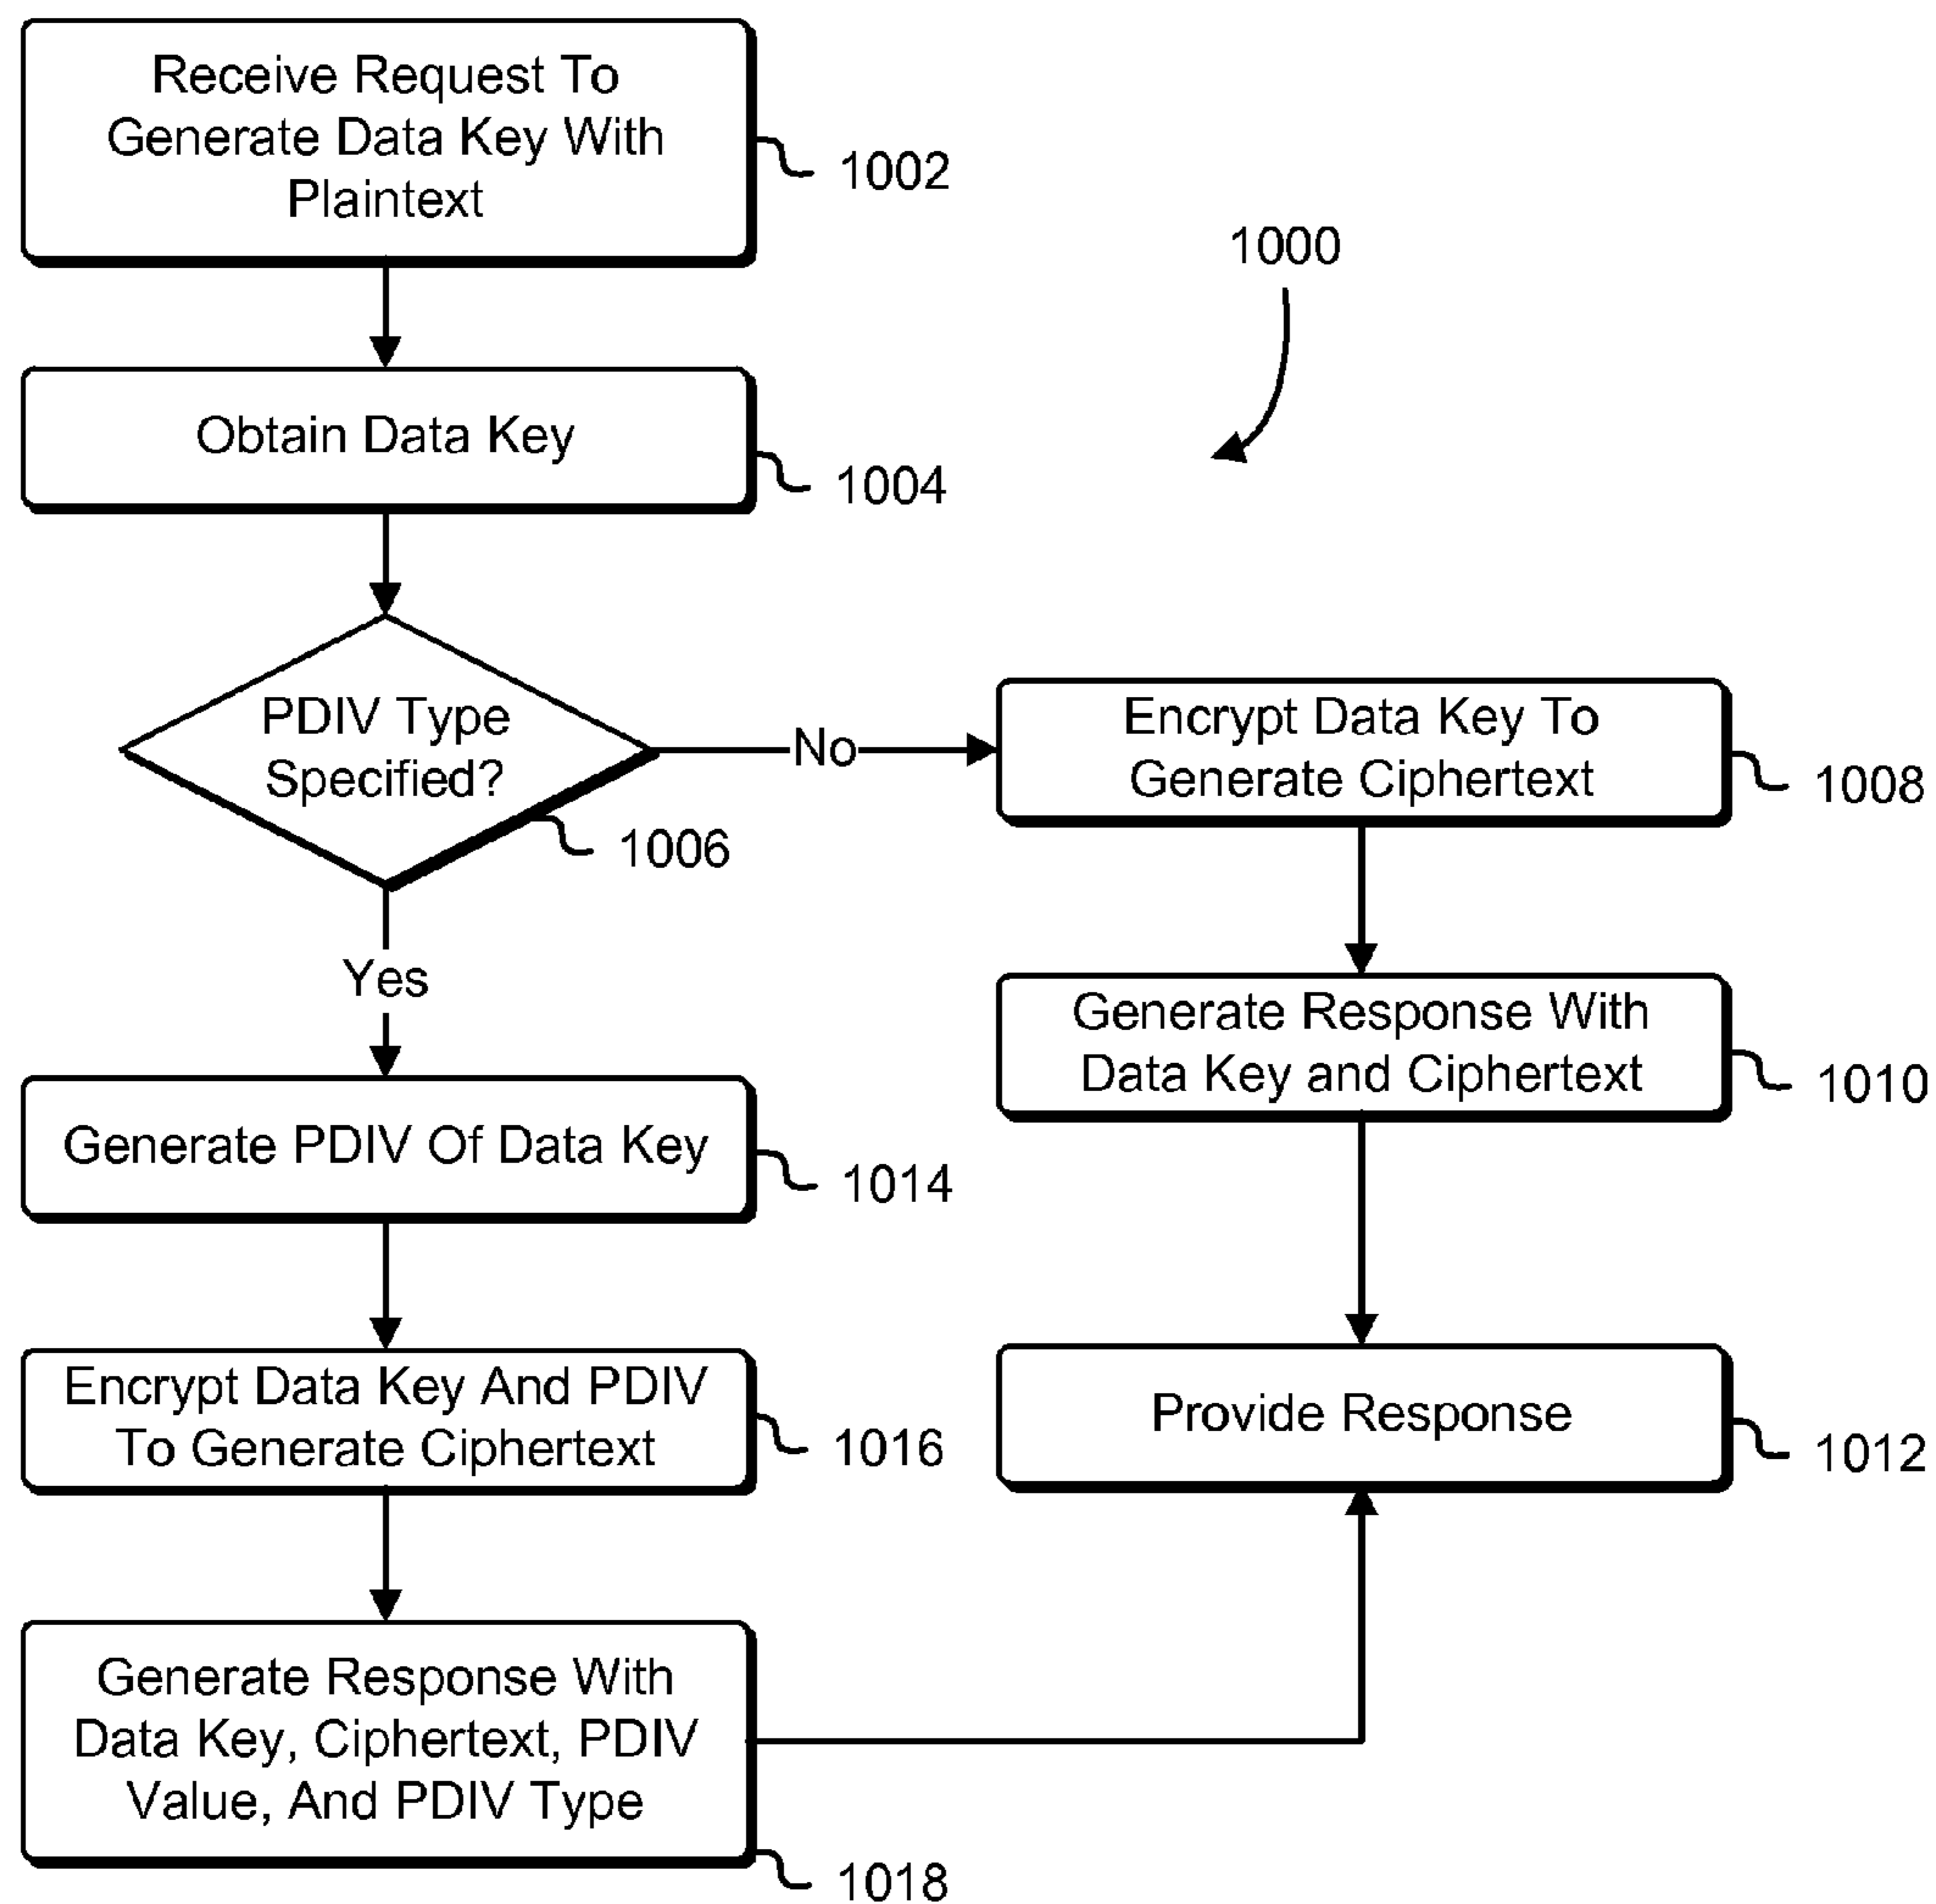 Receive Request To
Generate Data Key With
Plaintext
1002
1000
Obtain Data Key
1004
PDIV Type
Specified?
1006
No
Encrypt Data Key To
Generate Ciphertext
1008
Yes
Generate Response With
Data Key and Ciphertext
1010
Generate PDIV Of Data Key
1014
Encrypt Data Key And PDIV
To Generate Ciphertext
1016
Provide Response
1012
Generate Response With
Data Key, Ciphertext, PDIV
Value, And PDIV Type
1018